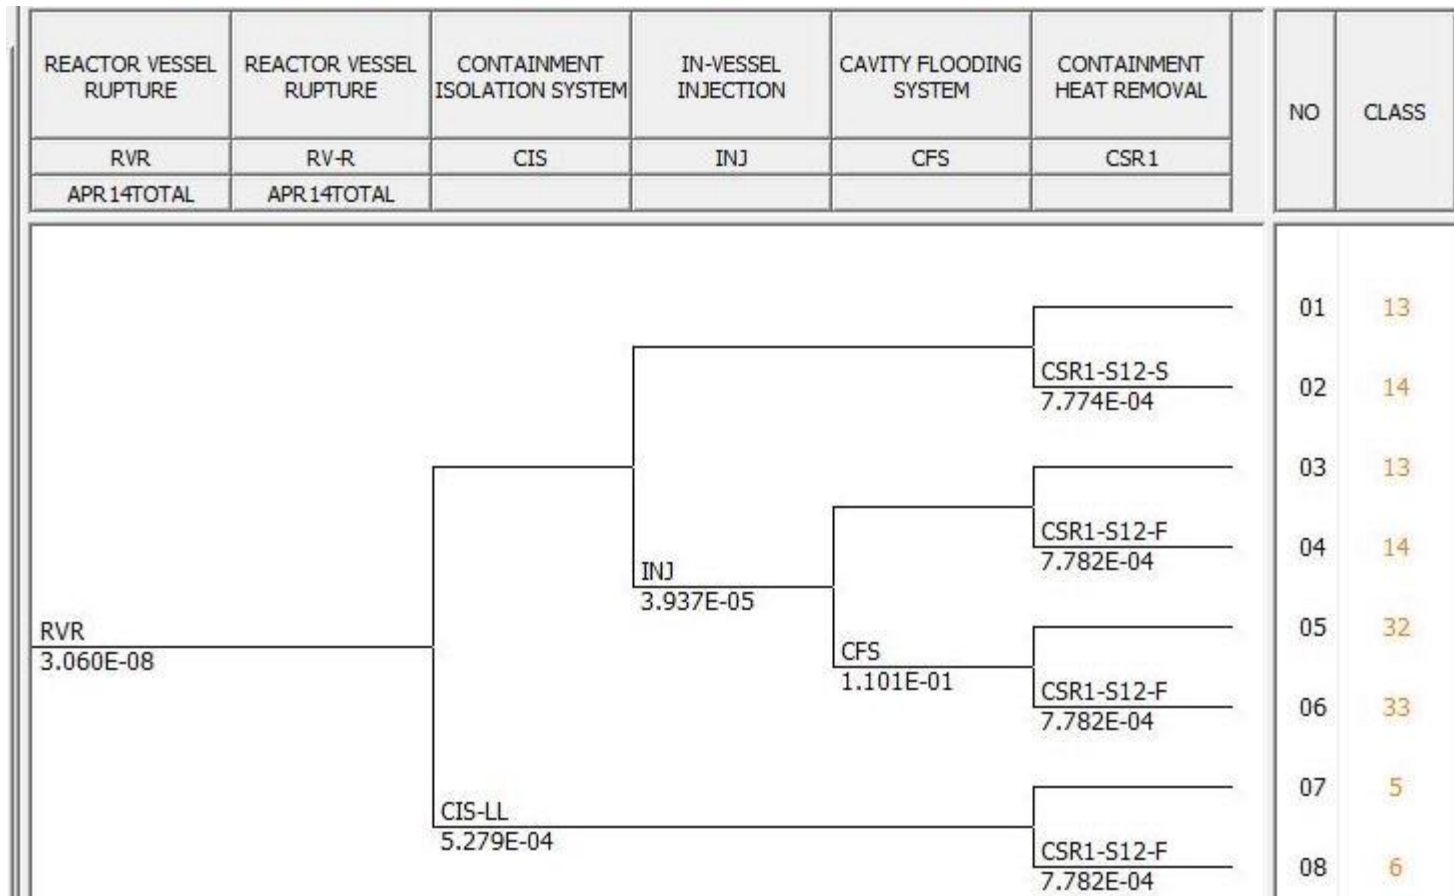 REACTOR VESSEL
RUPTURE
REACTOR VESSEL
RUPTURE
CONTAINMENT
ISOLATION SYSTEM
IN-VESSEL
INJECTION
CAVITY FLOODING
SYSTEM
CONTAINMENT
HEAT REMOVAL
NO
CLASS
RVR
RV-R
CIS
INJ
CFS
CSR1
APR14TOTAL
APR14TOTAL
01 13
CSR1-S12-S
7.774E-04
02 14
03 13
CSR1-S12-F
7.782E-04
04 14
INJ
3.937E-05
05 32
RVR
3.060E-08
CFS
1.101E-01
CSR1-S12-F
7.782E-04
06 33
07 5
CIS-LL
5.279E-04
CSR1-S12-F
7.782E-04
08 6